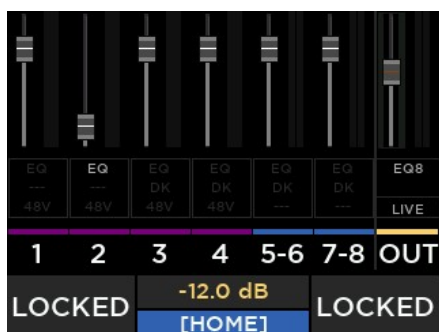 EQ EQ EQ EQ EQ EQ EQ8
--- --- DK DK DK DK
48V 48V 48V 48V --- --- LIVE
1 2 3 4 5-6 7-8 OUT
LOCKED -12.0 dB LOCKED
[HOME]